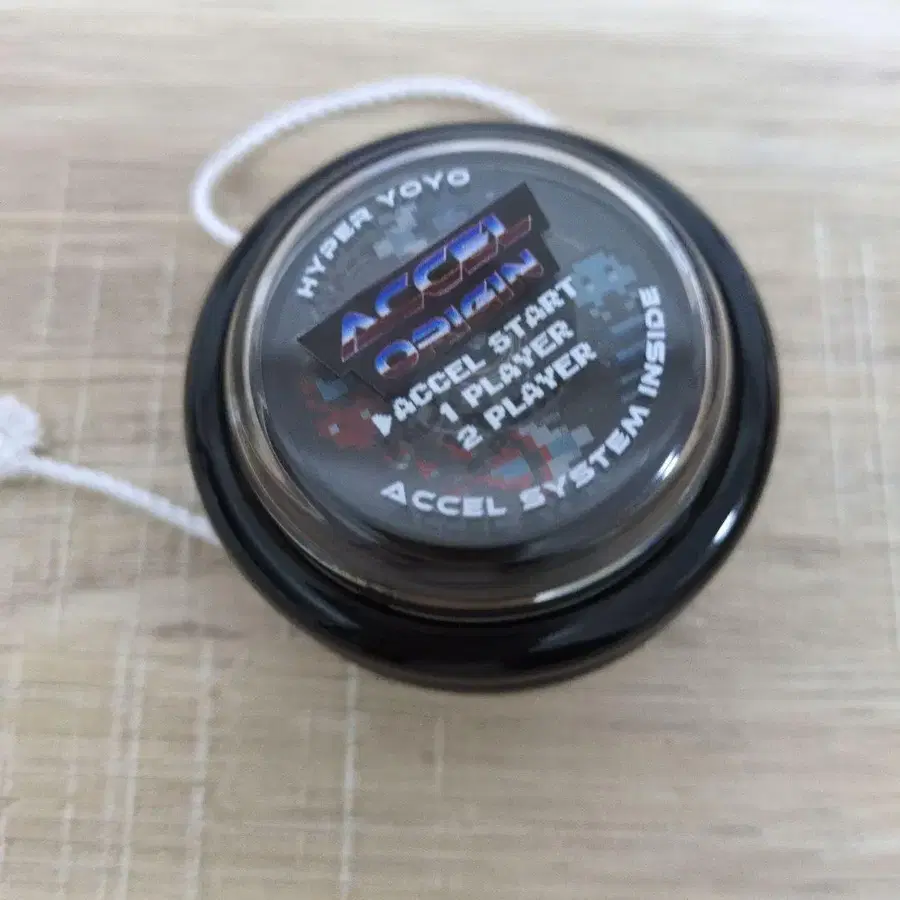 HYPER YOYO
ACCEL
ORIGIN
▶ACCEL START
1 PLAYER
2 PLAYER
ACCEL SYSTEM INSIDE